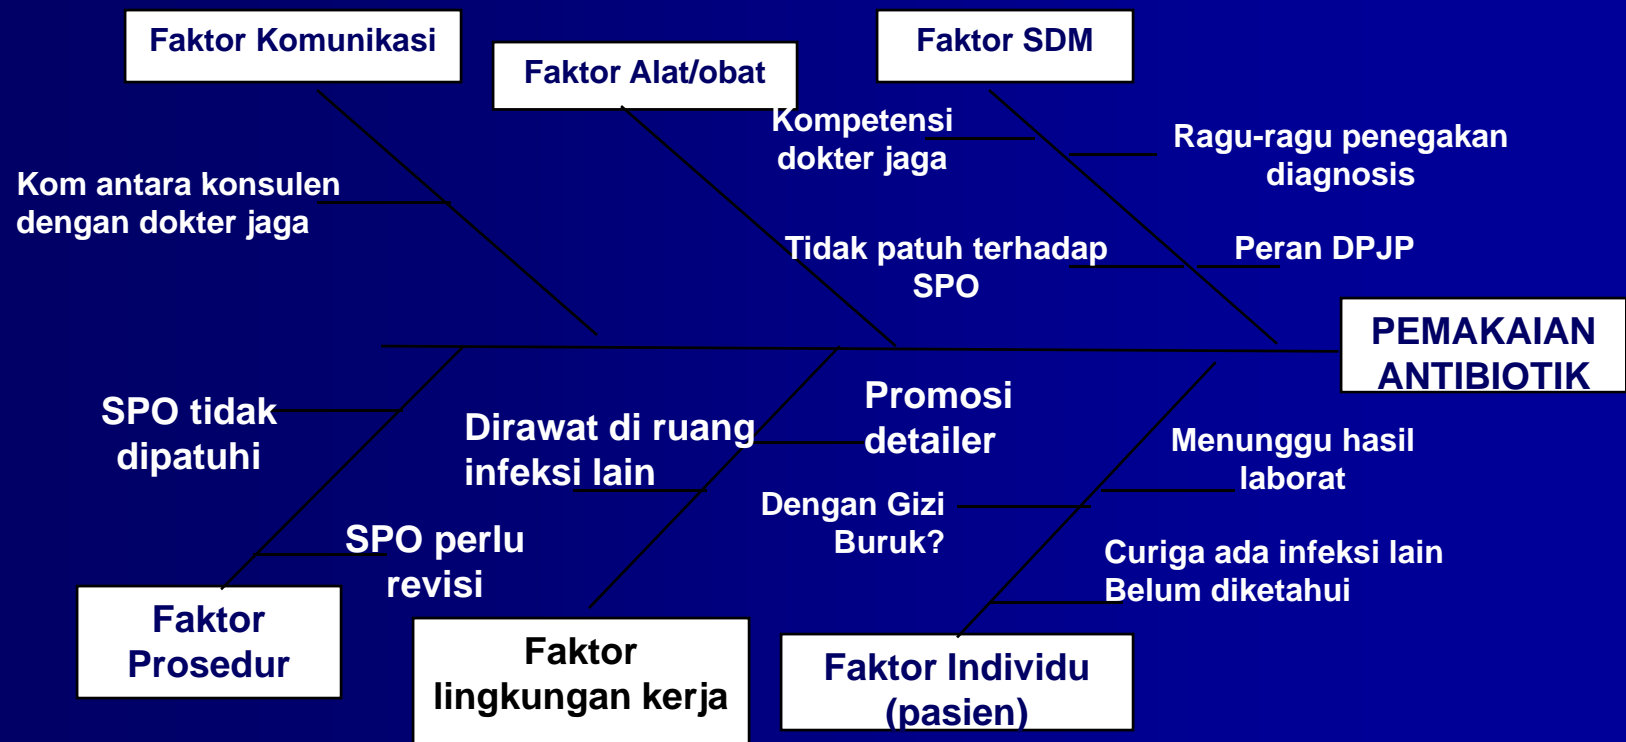 Faktor Komunikasi
Faktor Alat/obat
Faktor SDM
Kompetensi
dokter jaga
Ragu-ragu penegakan
diagnosis
Kom antara konsulen
dengan dokter jaga
Tidak patuh terhadap
SPO
Peran DPJP
PEMAKAIAN
ANTIBIOTIK
SPO tidak
dipatuhi
Dirawat di ruang
infeksi lain
Promosi
detailer
Menunggu hasil
laborat
Dengan Gizi
Buruk?
SPO perlu
revisi
Curiga ada infeksi lain
Belum diketahui
Faktor
Prosedur
Faktor
lingkungan kerja
Faktor Individu
(pasien)